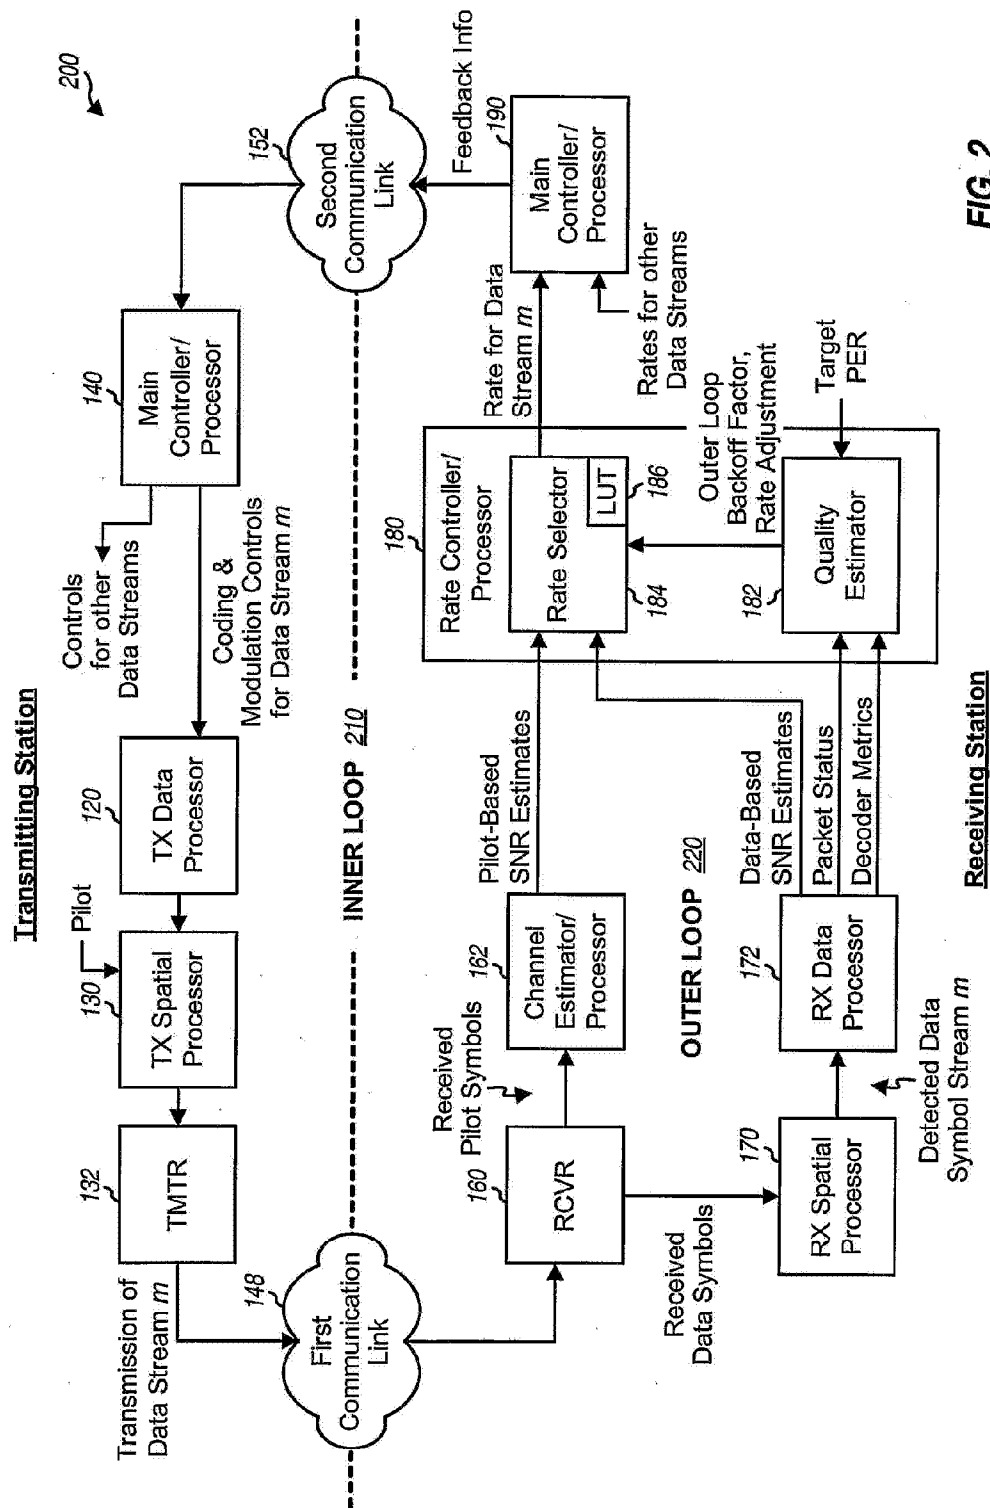 200
Transmitting Station
Transmission of
Data Stream m
132
TMTR
Pilot
130
TX Spatial
Processor
120
TX Data
Processor
Controls
for other
Data Streams
Coding &
Modulation Controls
for Data Stream m
140
Main
Controller/
Processor
148
First
Communication
Link
INNER LOOP 210
152
Second
Communication
Link
Feedback Info
160
RCVR
Received
Pilot Symbols
162
Channel
Estimator/
Processor
Pilot-Based
SNR Estimates
180
Rate Controller/
Processor
Rate Selector
LUT
184
186
Rate for Data
Stream m
190
Main
Controller/
Processor
Rates for other
Data Streams
OUTER LOOP 220
Received
Data Symbols
170
RX Spatial
Processor
Detected Data
Symbol Stream m
172
RX Data
Processor
Data-Based
SNR Estimates
Packet Status
Decoder Metrics
182
Quality
Estimator
Outer Loop
Backoff Factor,
Rate Adjustment
Target
PER
Receiving Station
FIG. 2